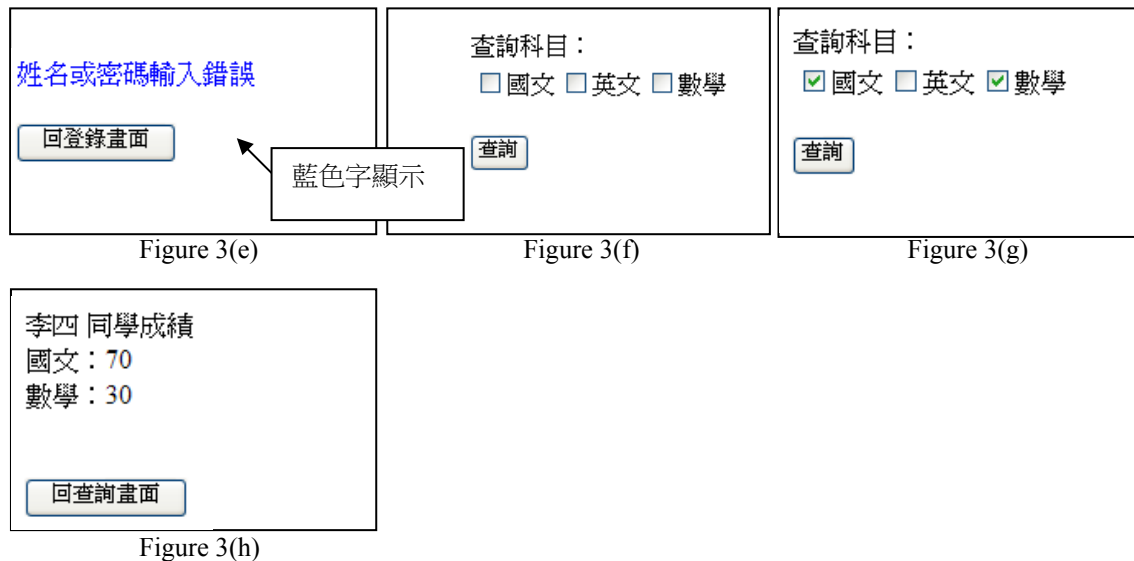 姓名或密碼輸入錯誤
回登錄畫面
藍色字顯示
Figure 3(e)
查詢科目：
國文 英文 數學
查詢
Figure 3(f)
查詢科目：
國文 英文 數學
查詢
Figure 3(g)
李四 同學成績
國文：70
數學：30
回查詢畫面
Figure 3(h)